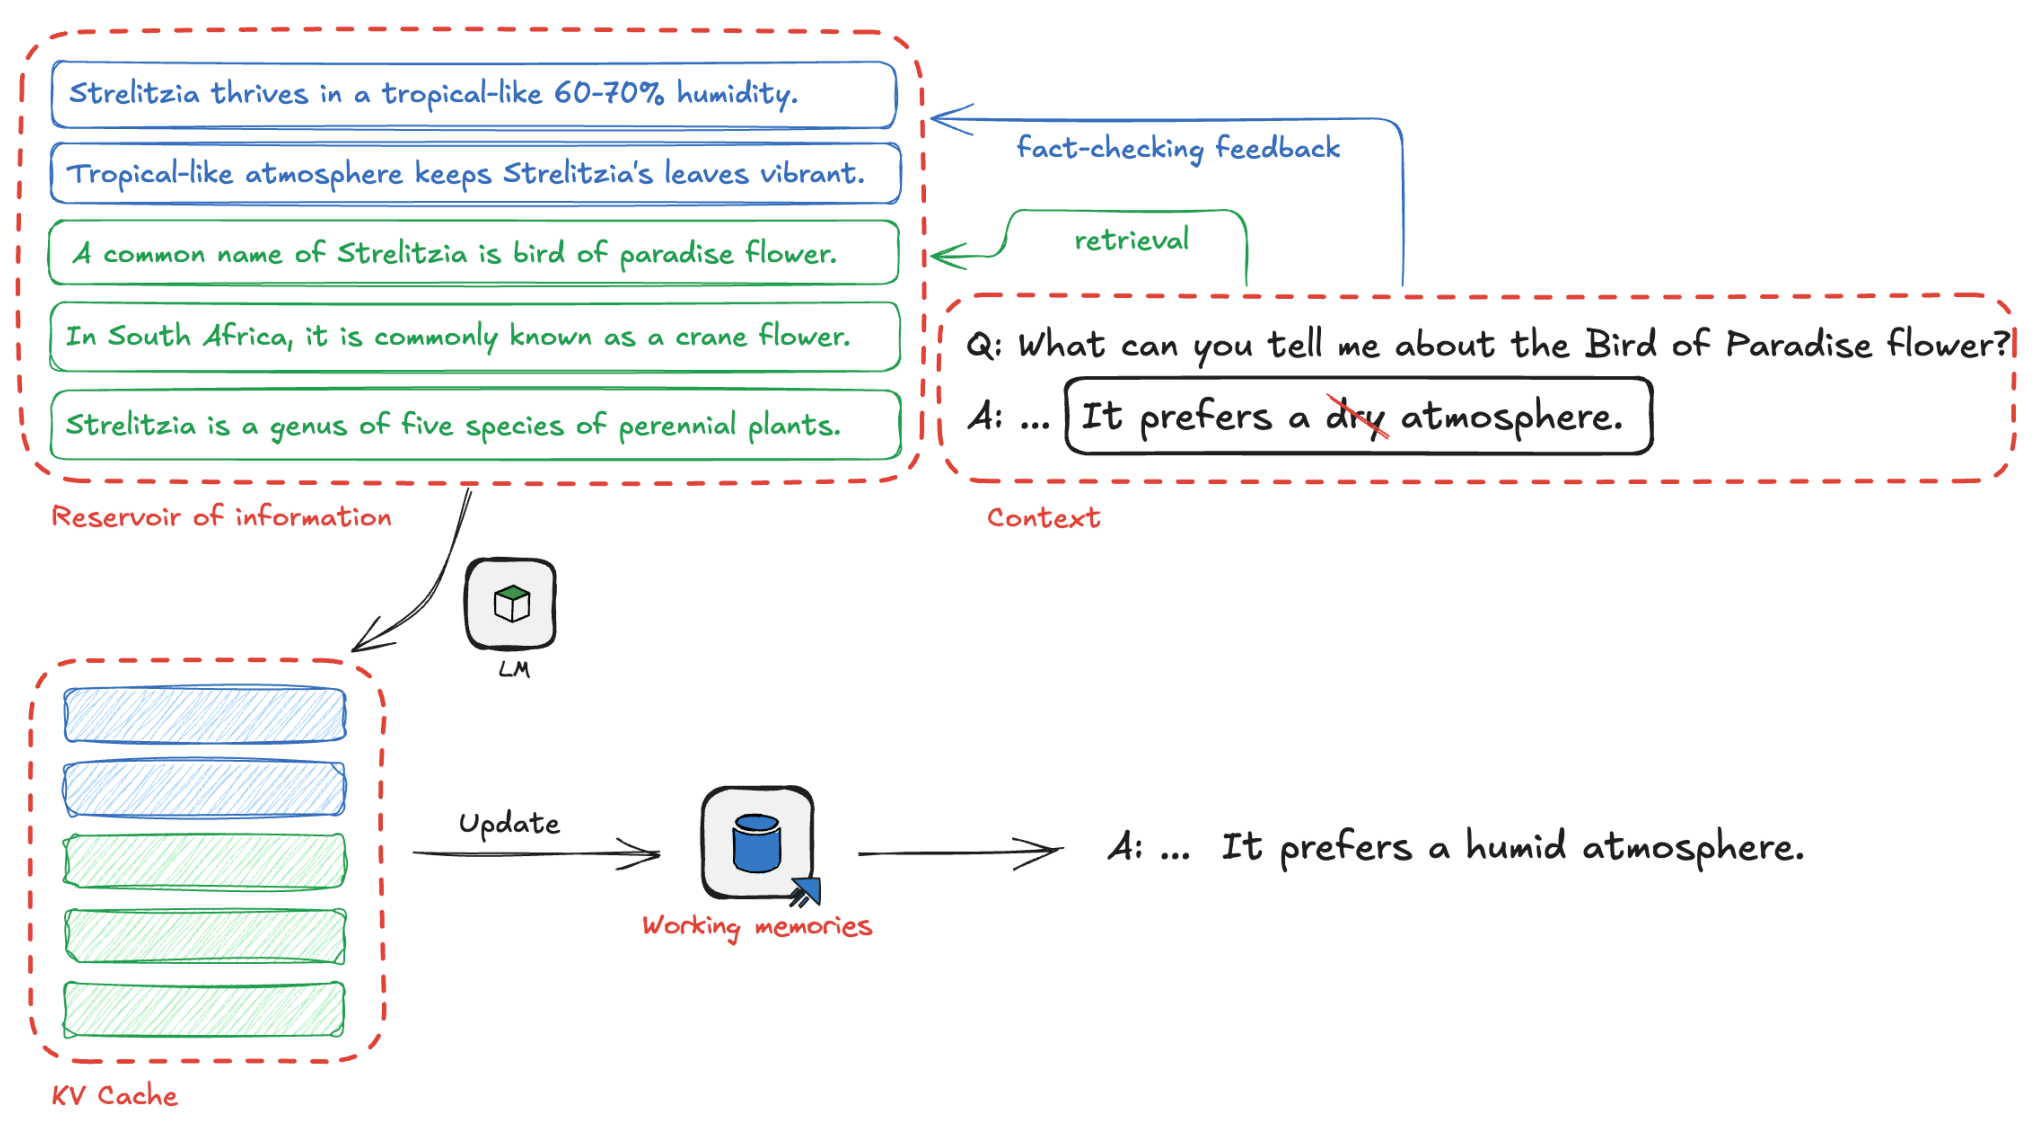 Strelitzia thrives in a tropical-like 60-70% humidity.
Tropical-like atmosphere keeps Strelitzia's leaves vibrant.
A common name of Strelitzia is bird of paradise flower.
In South Africa, it is commonly known as a crane flower.
Strelitzia is a genus of five species of perennial plants.
Reservoir of information
fact-checking feedback
retrieval
Q: What can you tell me about the Bird of Paradise flower?
A: ... It prefers a dry atmosphere.
Context
LM
KV Cache
Update
Working memories
A: ... It prefers a humid atmosphere.